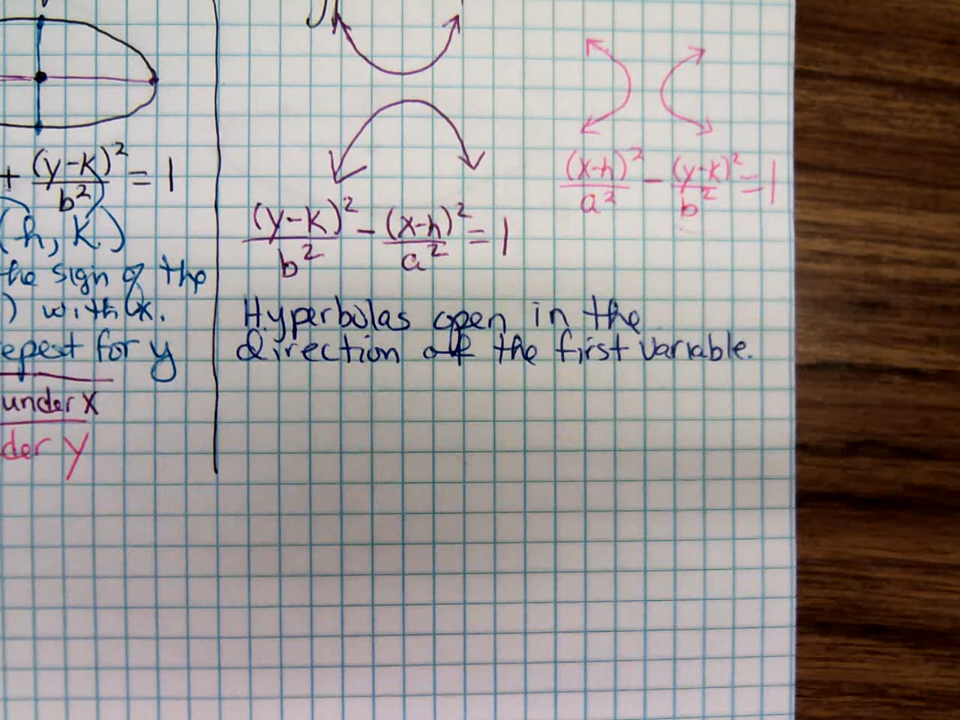 + (y-k)²/b² = 1
(h, k)
the sign of the
) with x.
epeat for y
under x
der y
(y-k)²/b² - (x-h)²/a² = 1
(x-h)²/a² - (y-k)²/b² = 1
Hyperbolas open in the
direction of the first variable.